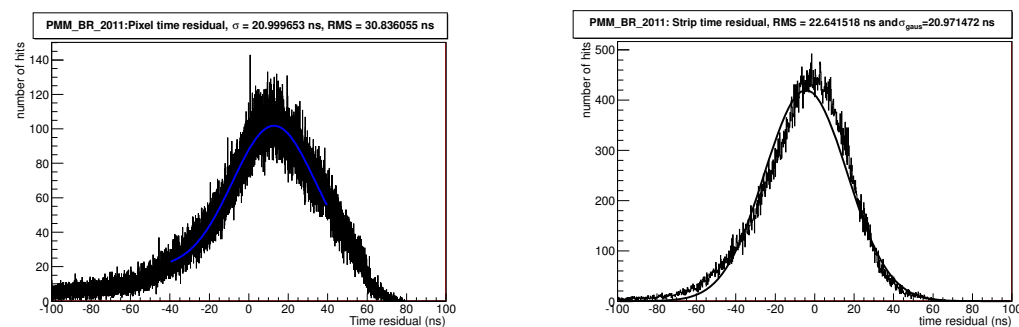 PMM_BR_2011:Pixel time residual, σ = 20.999653 ns, RMS = 30.836055 ns
number of hits
140
120
100
80
60
40
20
0
-100 -80 -60 -40 -20 0 20 40 60 80 100
Time residual (ns)
PMM_BR_2011: Strip time residual, RMS = 22.641518 ns andσgaus=20.971472 ns
number of hits
500
400
300
200
100
0
-100 -80 -60 -40 -20 0 20 40 60 80 100
time residual (ns)